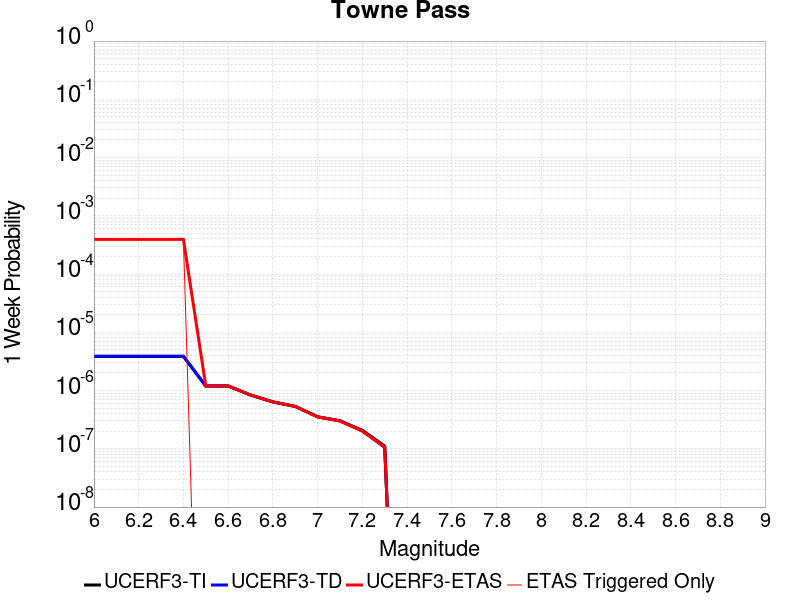 Towne Pass
10^0
10^-1
10^-2
10^-3
10^-4
10^-5
10^-6
10^-7
10^-8
1 Week Probability
6 6.2 6.4 6.6 6.8 7 7.2 7.4 7.6 7.8 8 8.2 8.4 8.6 8.8 9
Magnitude
UCERF3-TI UCERF3-TD UCERF3-ETAS ETAS Triggered Only